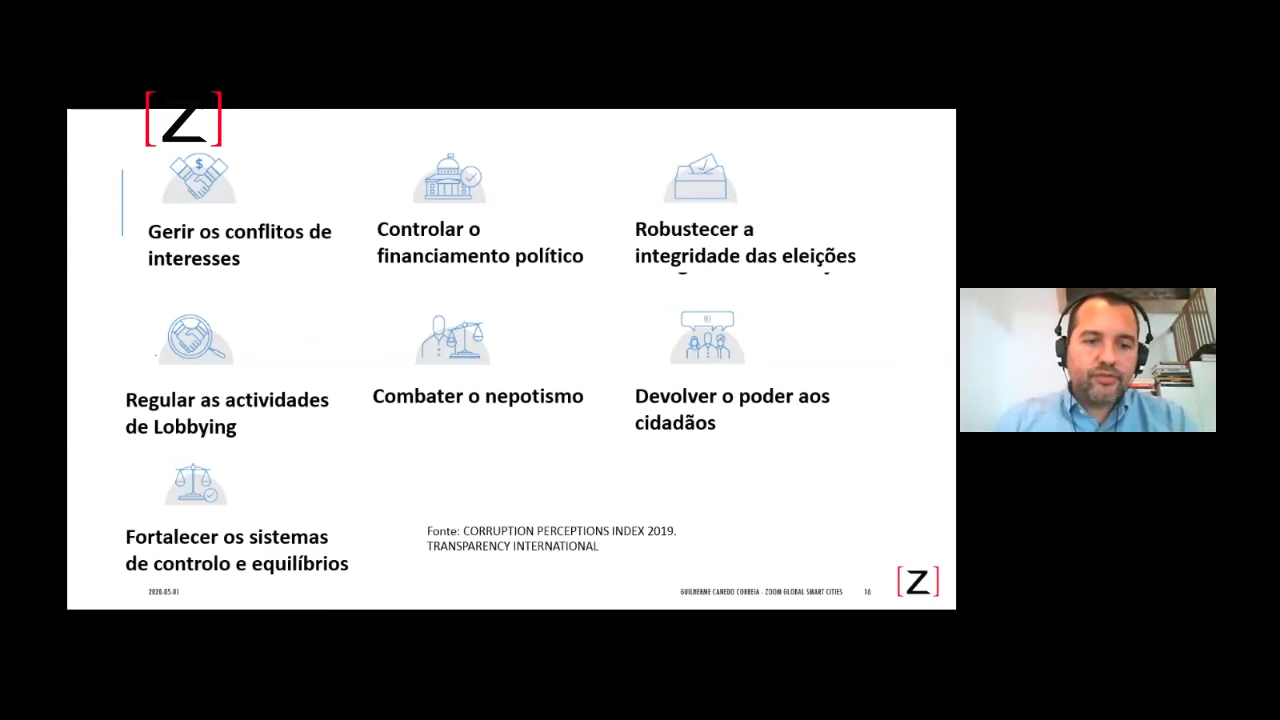 [Z]
$
Gerir os conflitos de
interesses
Controlar o
financiamento político
Robustecer a
integridade das eleições
Regular as actividades
de Lobbying
Combater o nepotismo
Devolver o poder aos
cidadãos
Fortalecer os sistemas
de controlo e equilíbrios
Fonte: CORRUPTION PERCEPTIONS INDEX 2019.
TRANSPARENCY INTERNATIONAL
2020-05-01
GUILHERME CANEDO CORREIA - ZOOM GLOBAL SMART CITIES
16
[Z]